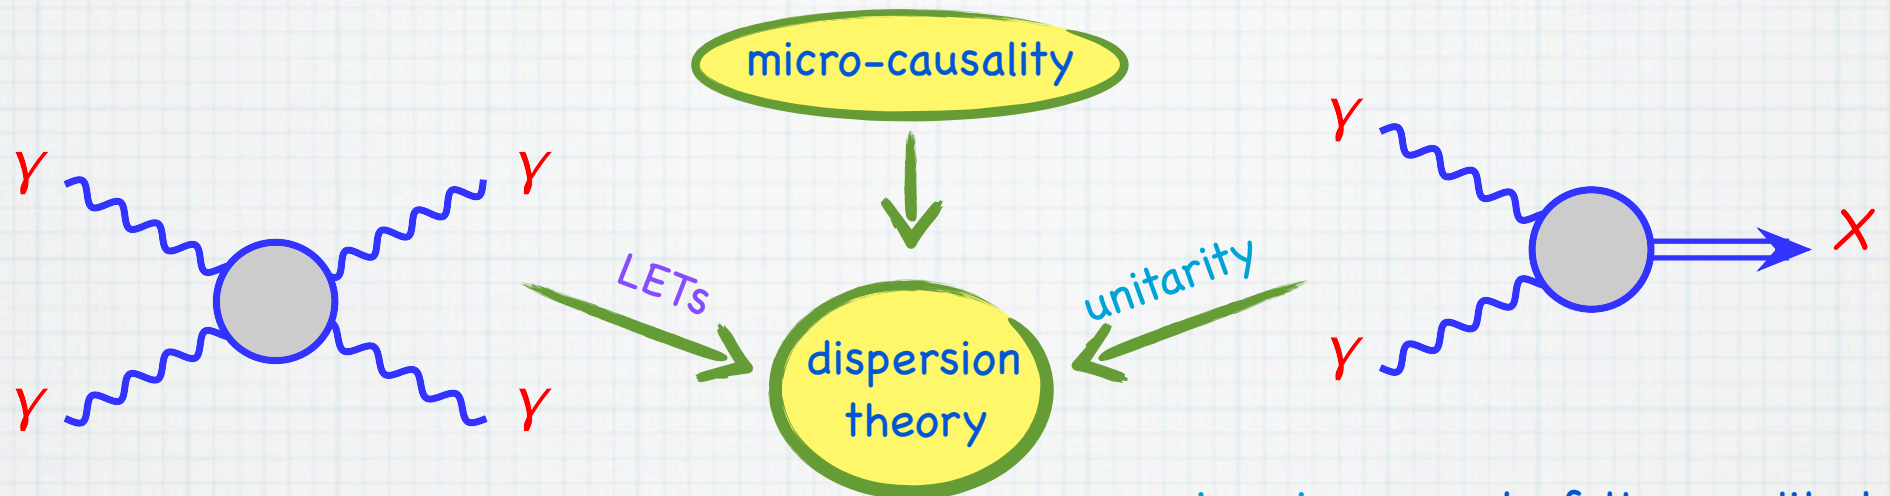 micro-causality
γ
γ
γ
X
LETs
unitarity
dispersion
theory
γ
γ
γ